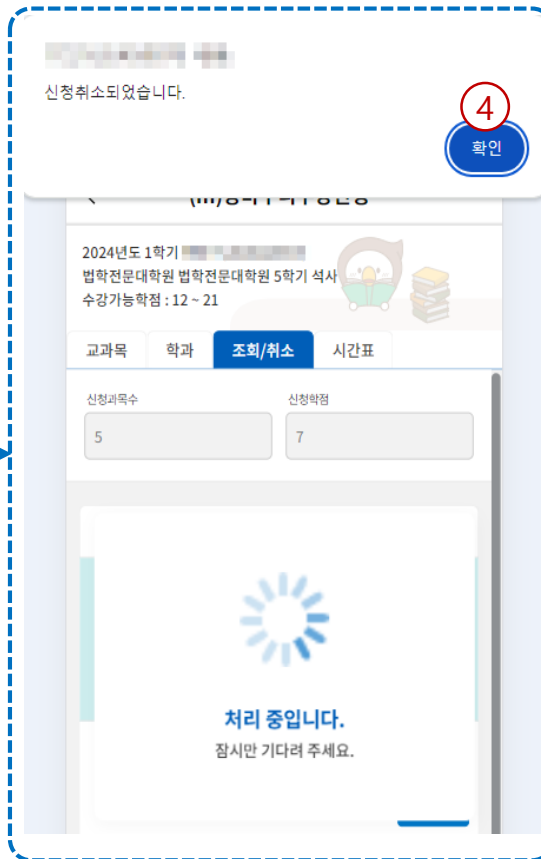 신청취소되었습니다.
4
확인
2024년도 1학기
법학전문대학원 법학전문대학원 5학기 석사
수강가능학점 : 12 ~ 21
교과목 학과 조회/취소 시간표
신청과목수 신청학점
5 7
처리 중입니다.
잠시만 기다려 주세요.